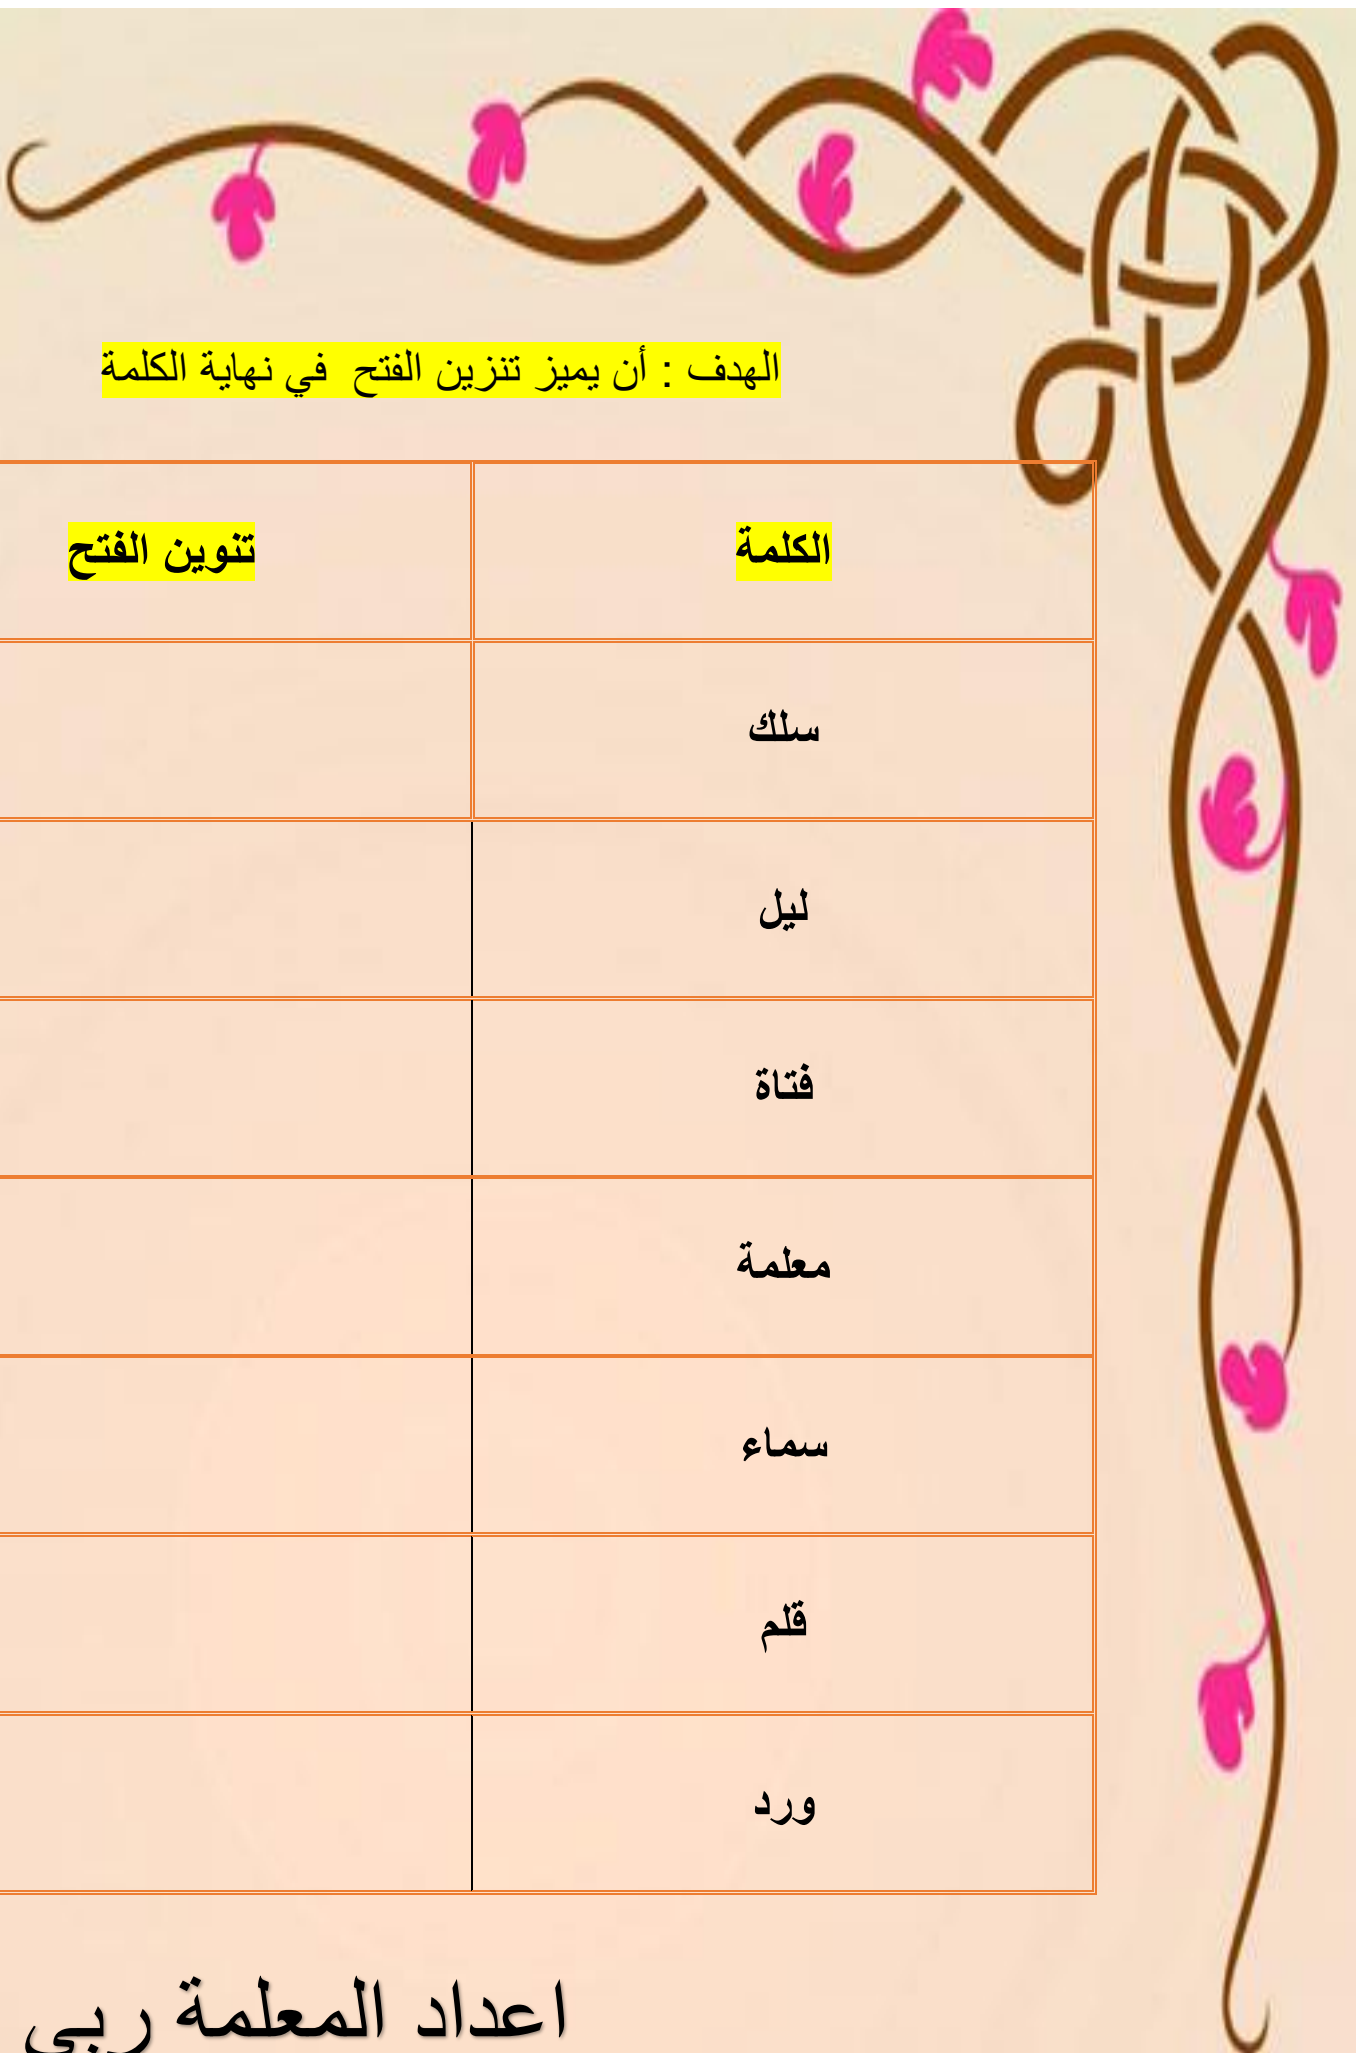 الهدف : أن يميز تنزين الفتح في نهاية الكلمة
الكلمة تنوين الفتح
سلك
ليل
فتاة
معلمة
سماء
قلم
ورد
اعداد المعلمة ربى